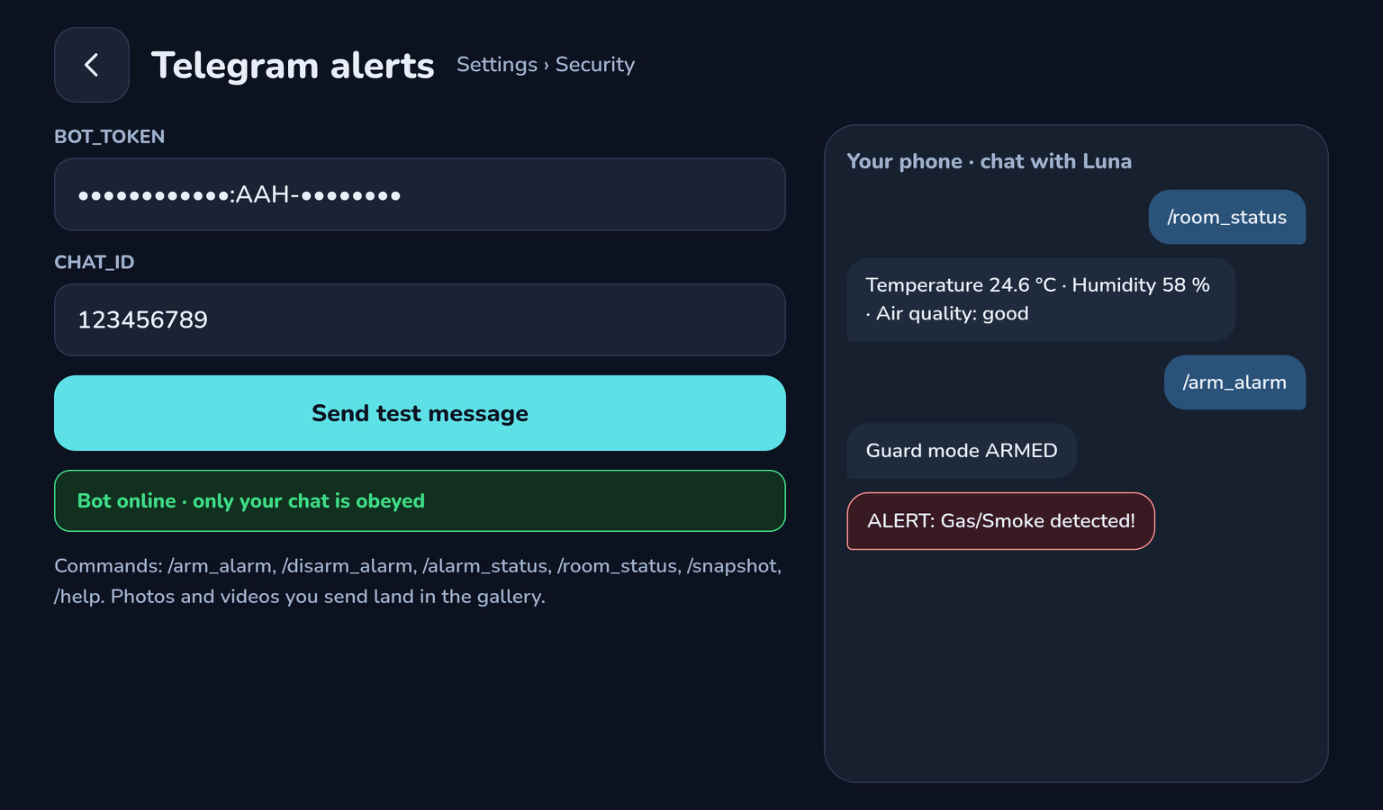 Telegram alerts
Settings › Security
BOT_TOKEN
●●●●●●●●●●●●:AAH-●●●●●●●●
CHAT_ID
123456789
Send test message
Bot online · only your chat is obeyed
Commands: /arm_alarm, /disarm_alarm, /alarm_status, /room_status, /snapshot,
/help. Photos and videos you send land in the gallery.
Your phone · chat with Luna
/room_status
Temperature 24.6 °C · Humidity 58 %
· Air quality: good
/arm_alarm
Guard mode ARMED
ALERT: Gas/Smoke detected!